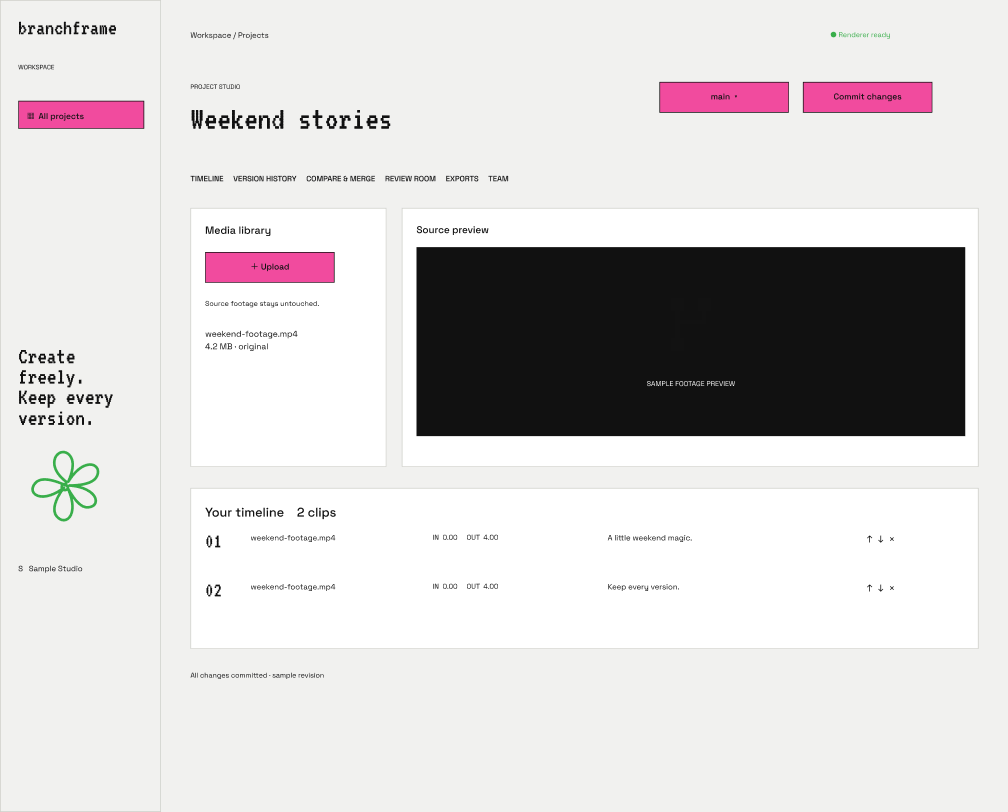 branchframe
WORKSPACE
All projects
Create
freely.
Keep every
version.
S Sample Studio
Workspace / Projects
Renderer ready
PROJECT STUDIO
Weekend stories
main
Commit changes
TIMELINE VERSION HISTORY COMPARE & MERGE REVIEW ROOM EXPORTS TEAM
Media library
+ Upload
Source footage stays untouched.
weekend-footage.mp4
4.2 MB · original
Source preview
SAMPLE FOOTAGE PREVIEW
Your timeline 2 clips
01 weekend-footage.mp4 IN 0.00 OUT 4.00 A little weekend magic. ↑ ↓ ×
02 weekend-footage.mp4 IN 0.00 OUT 4.00 Keep every version. ↑ ↓ ×
All changes committed · sample revision